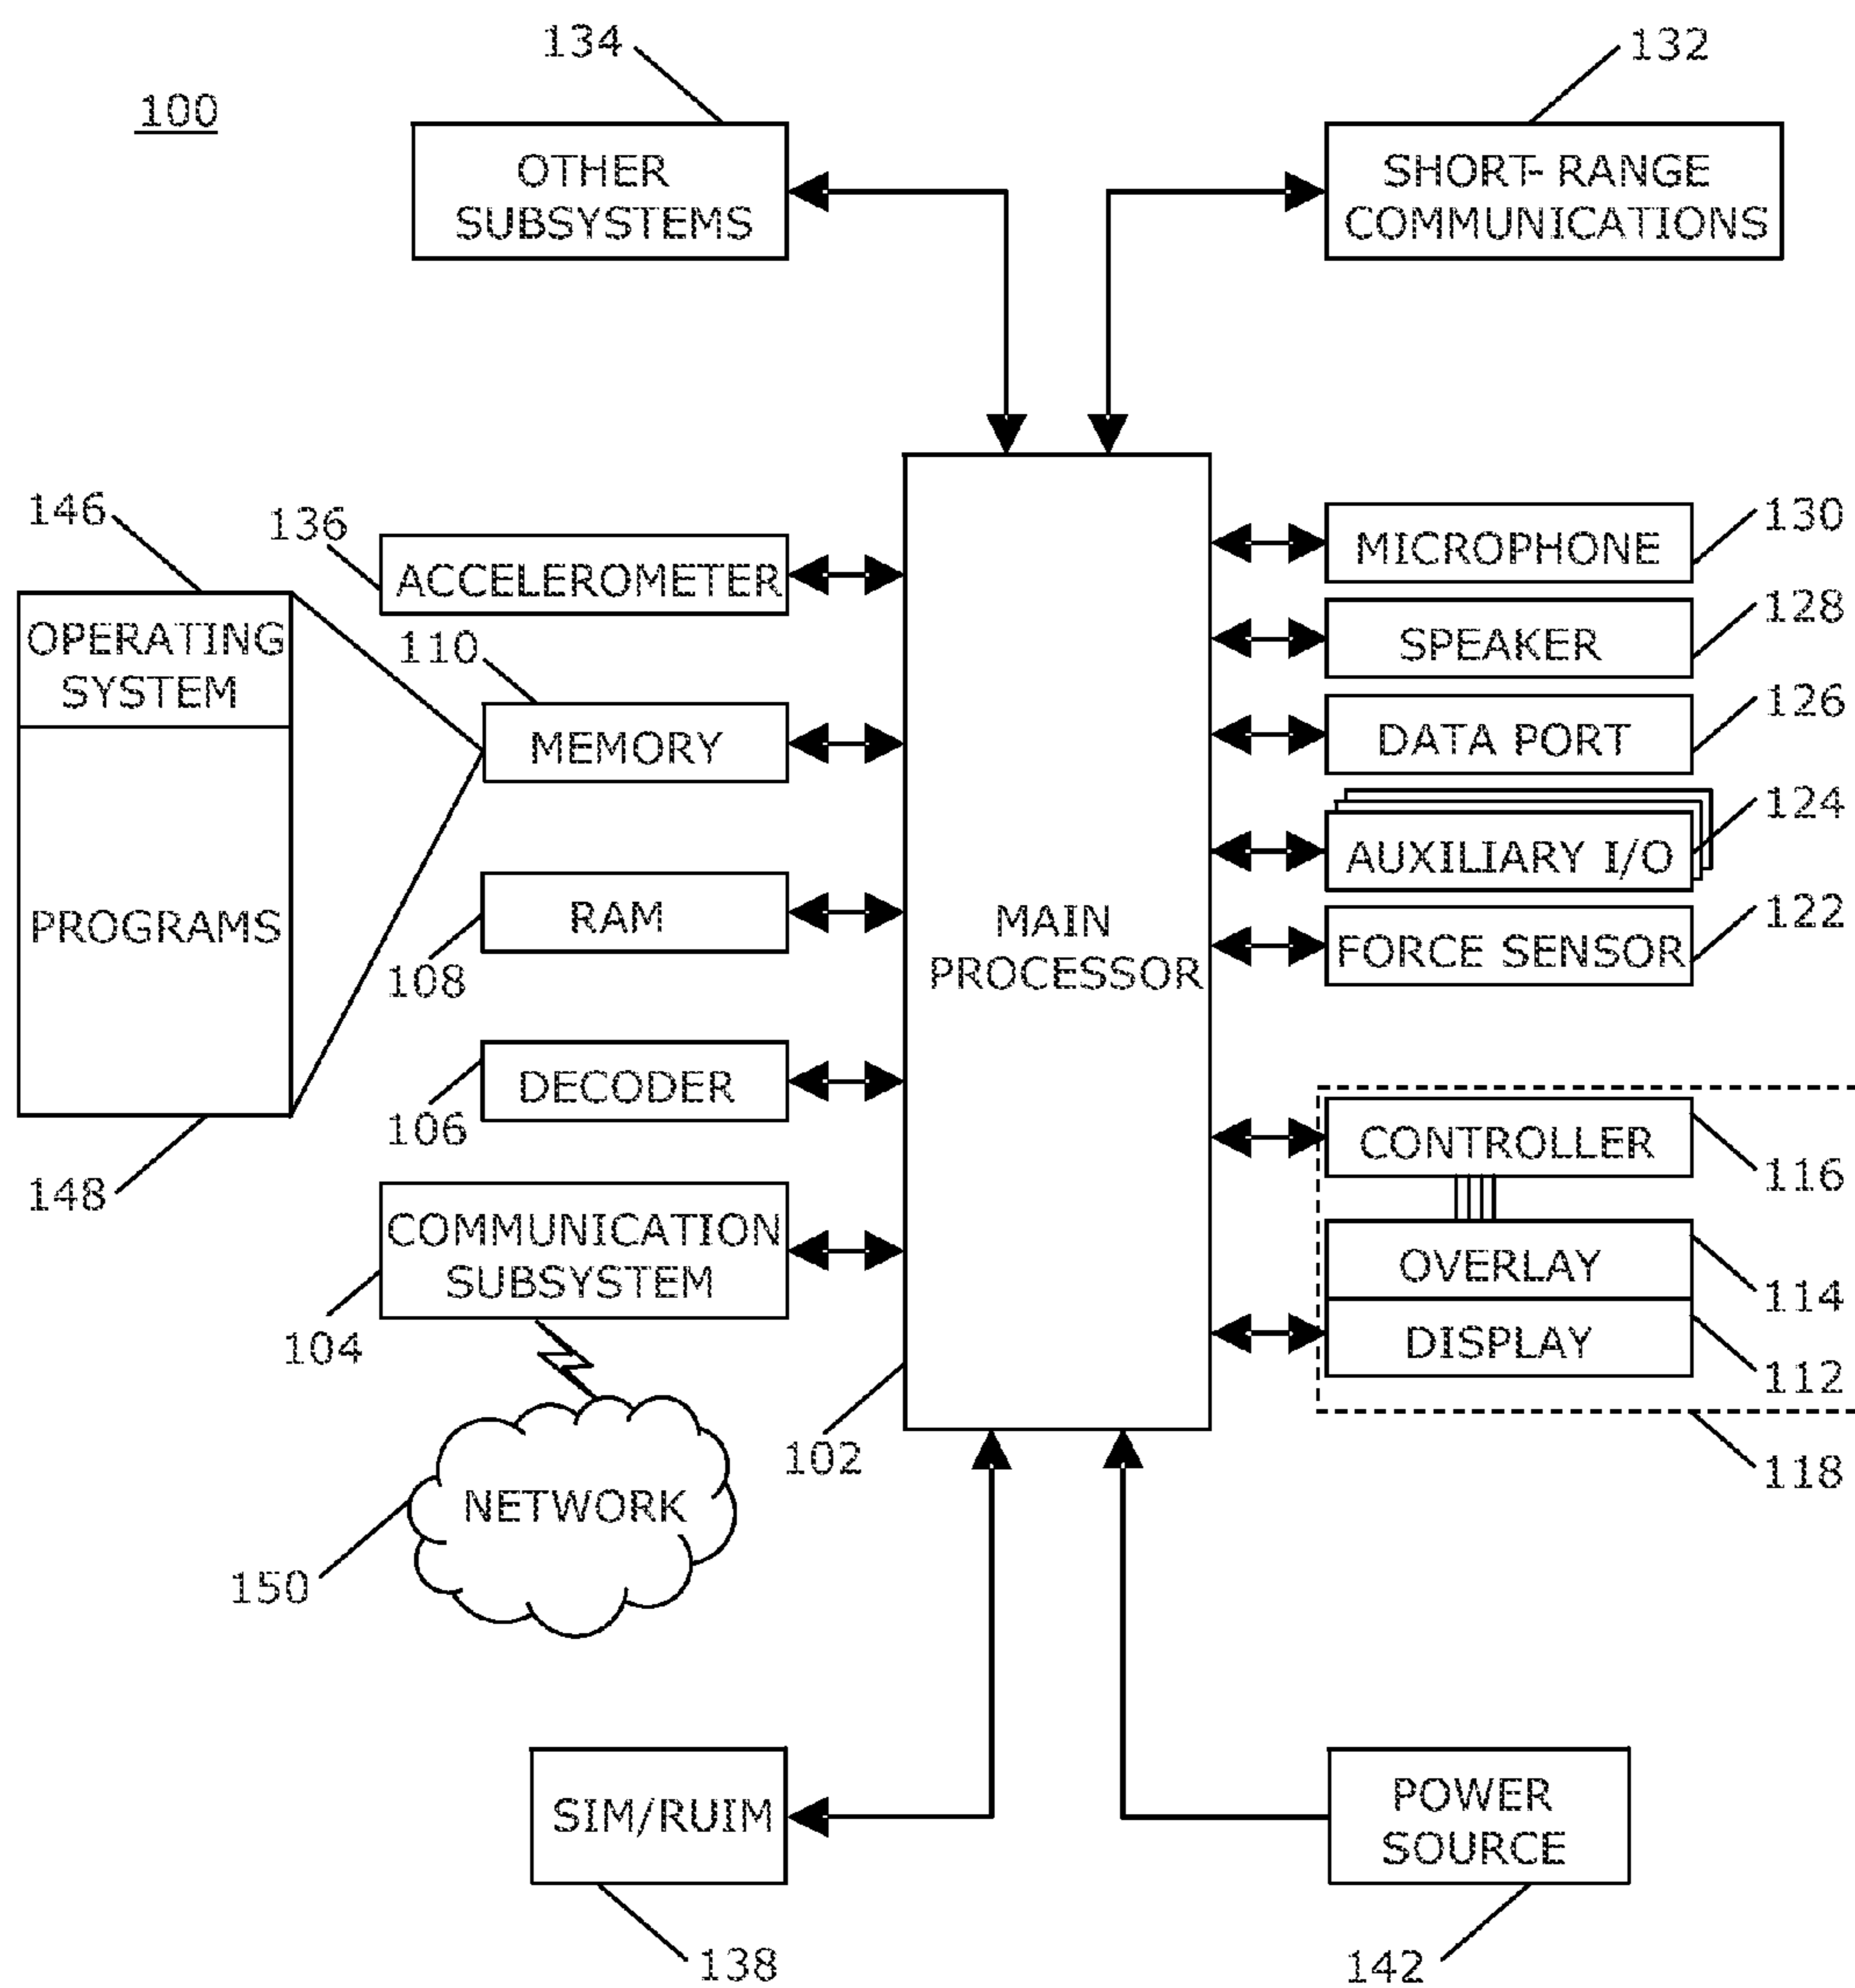 134
132
100
OTHER
SUBSYSTEMS
SHORT-RANGE
COMMUNICATIONS
146
136
OPERATING
SYSTEM
PROGRAMS
148
ACCELEROMETER
110
MEMORY
RAM
108
DECODER
106
COMMUNICATION
SUBSYSTEM
104
NETWORK
150
MAIN
PROCESSOR
102
MICROPHONE
130
SPEAKER
128
DATA PORT
126
AUXILIARY I/O
124
FORCE SENSOR
122
CONTROLLER
116
OVERLAY
114
DISPLAY
112
118
SIM/RUIM
138
POWER
SOURCE
142